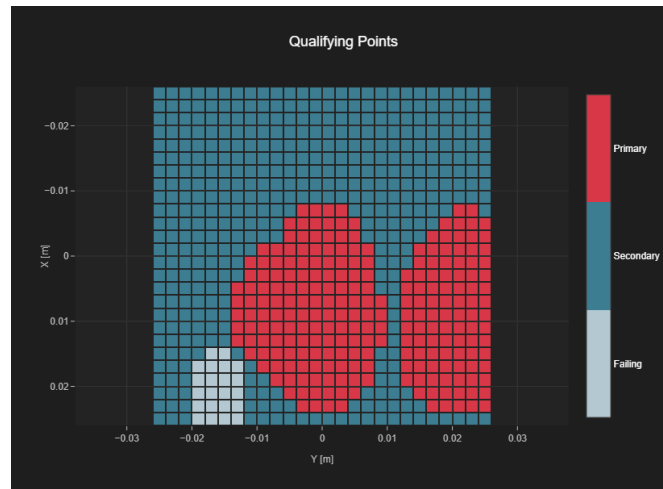 Qualifying Points
−0.02
−0.01
0
0.01
0.02
X [m]
−0.03
−0.02
−0.01
0
0.01
0.02
0.03
Y [m]
Primary
Secondary
Failing